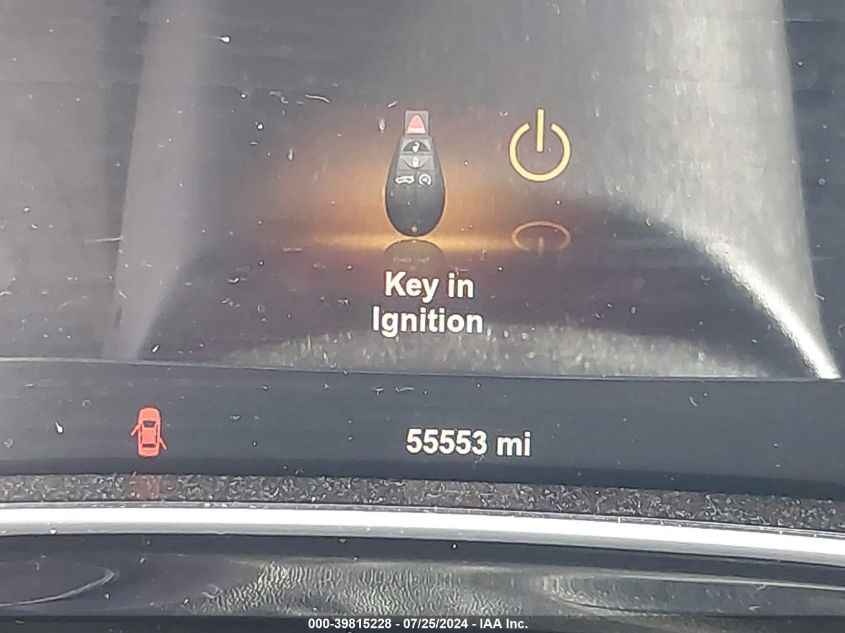 Key in
Ignition
55553 mi
000-39815228 - 07/25/2024 - IAA Inc.